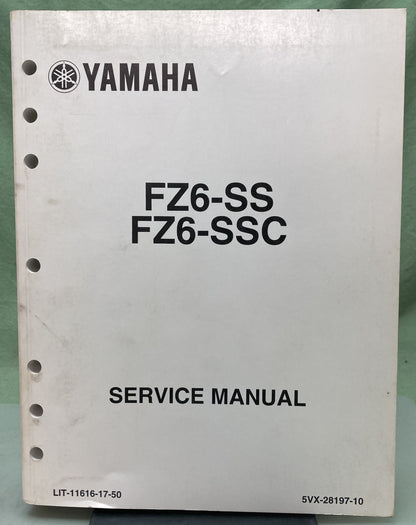 YAMAHA
FZ6-SS
FZ6-SSC
SERVICE MANUAL
LIT-11616-17-50
5VX-28197-10